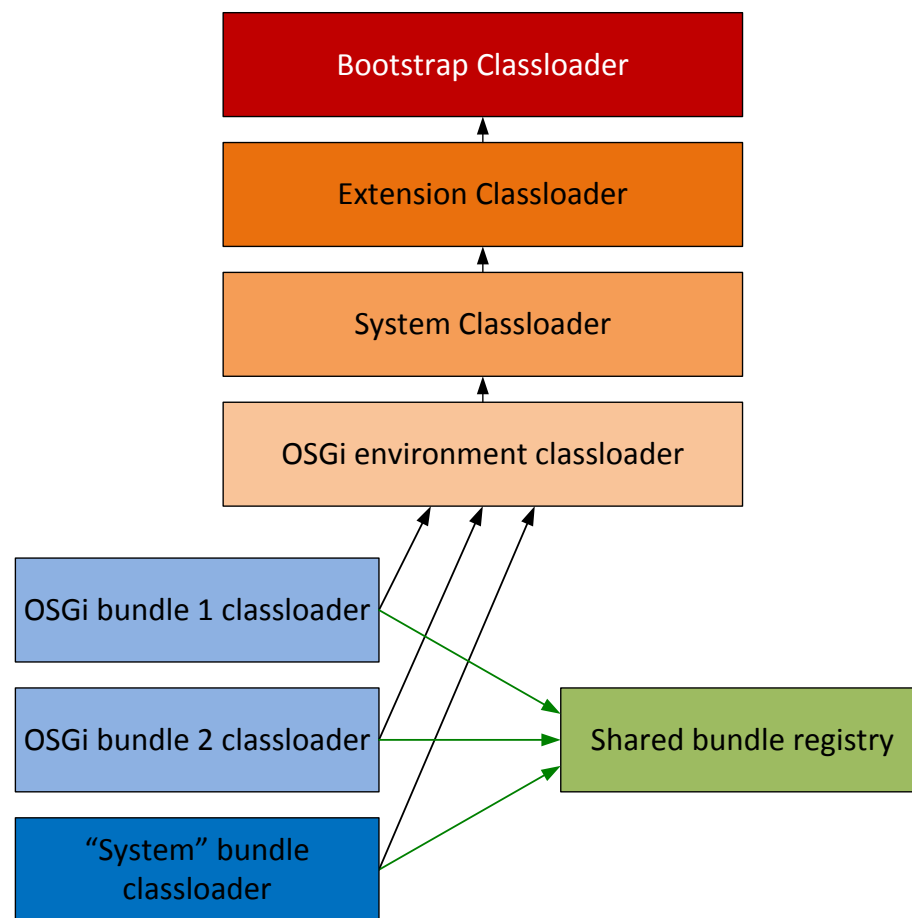 Bootstrap Classloader
Extension Classloader
System Classloader
OSGi environment classloader
OSGi bundle 1 classloader
OSGi bundle 2 classloader
Shared bundle registry
“System” bundle
classloader